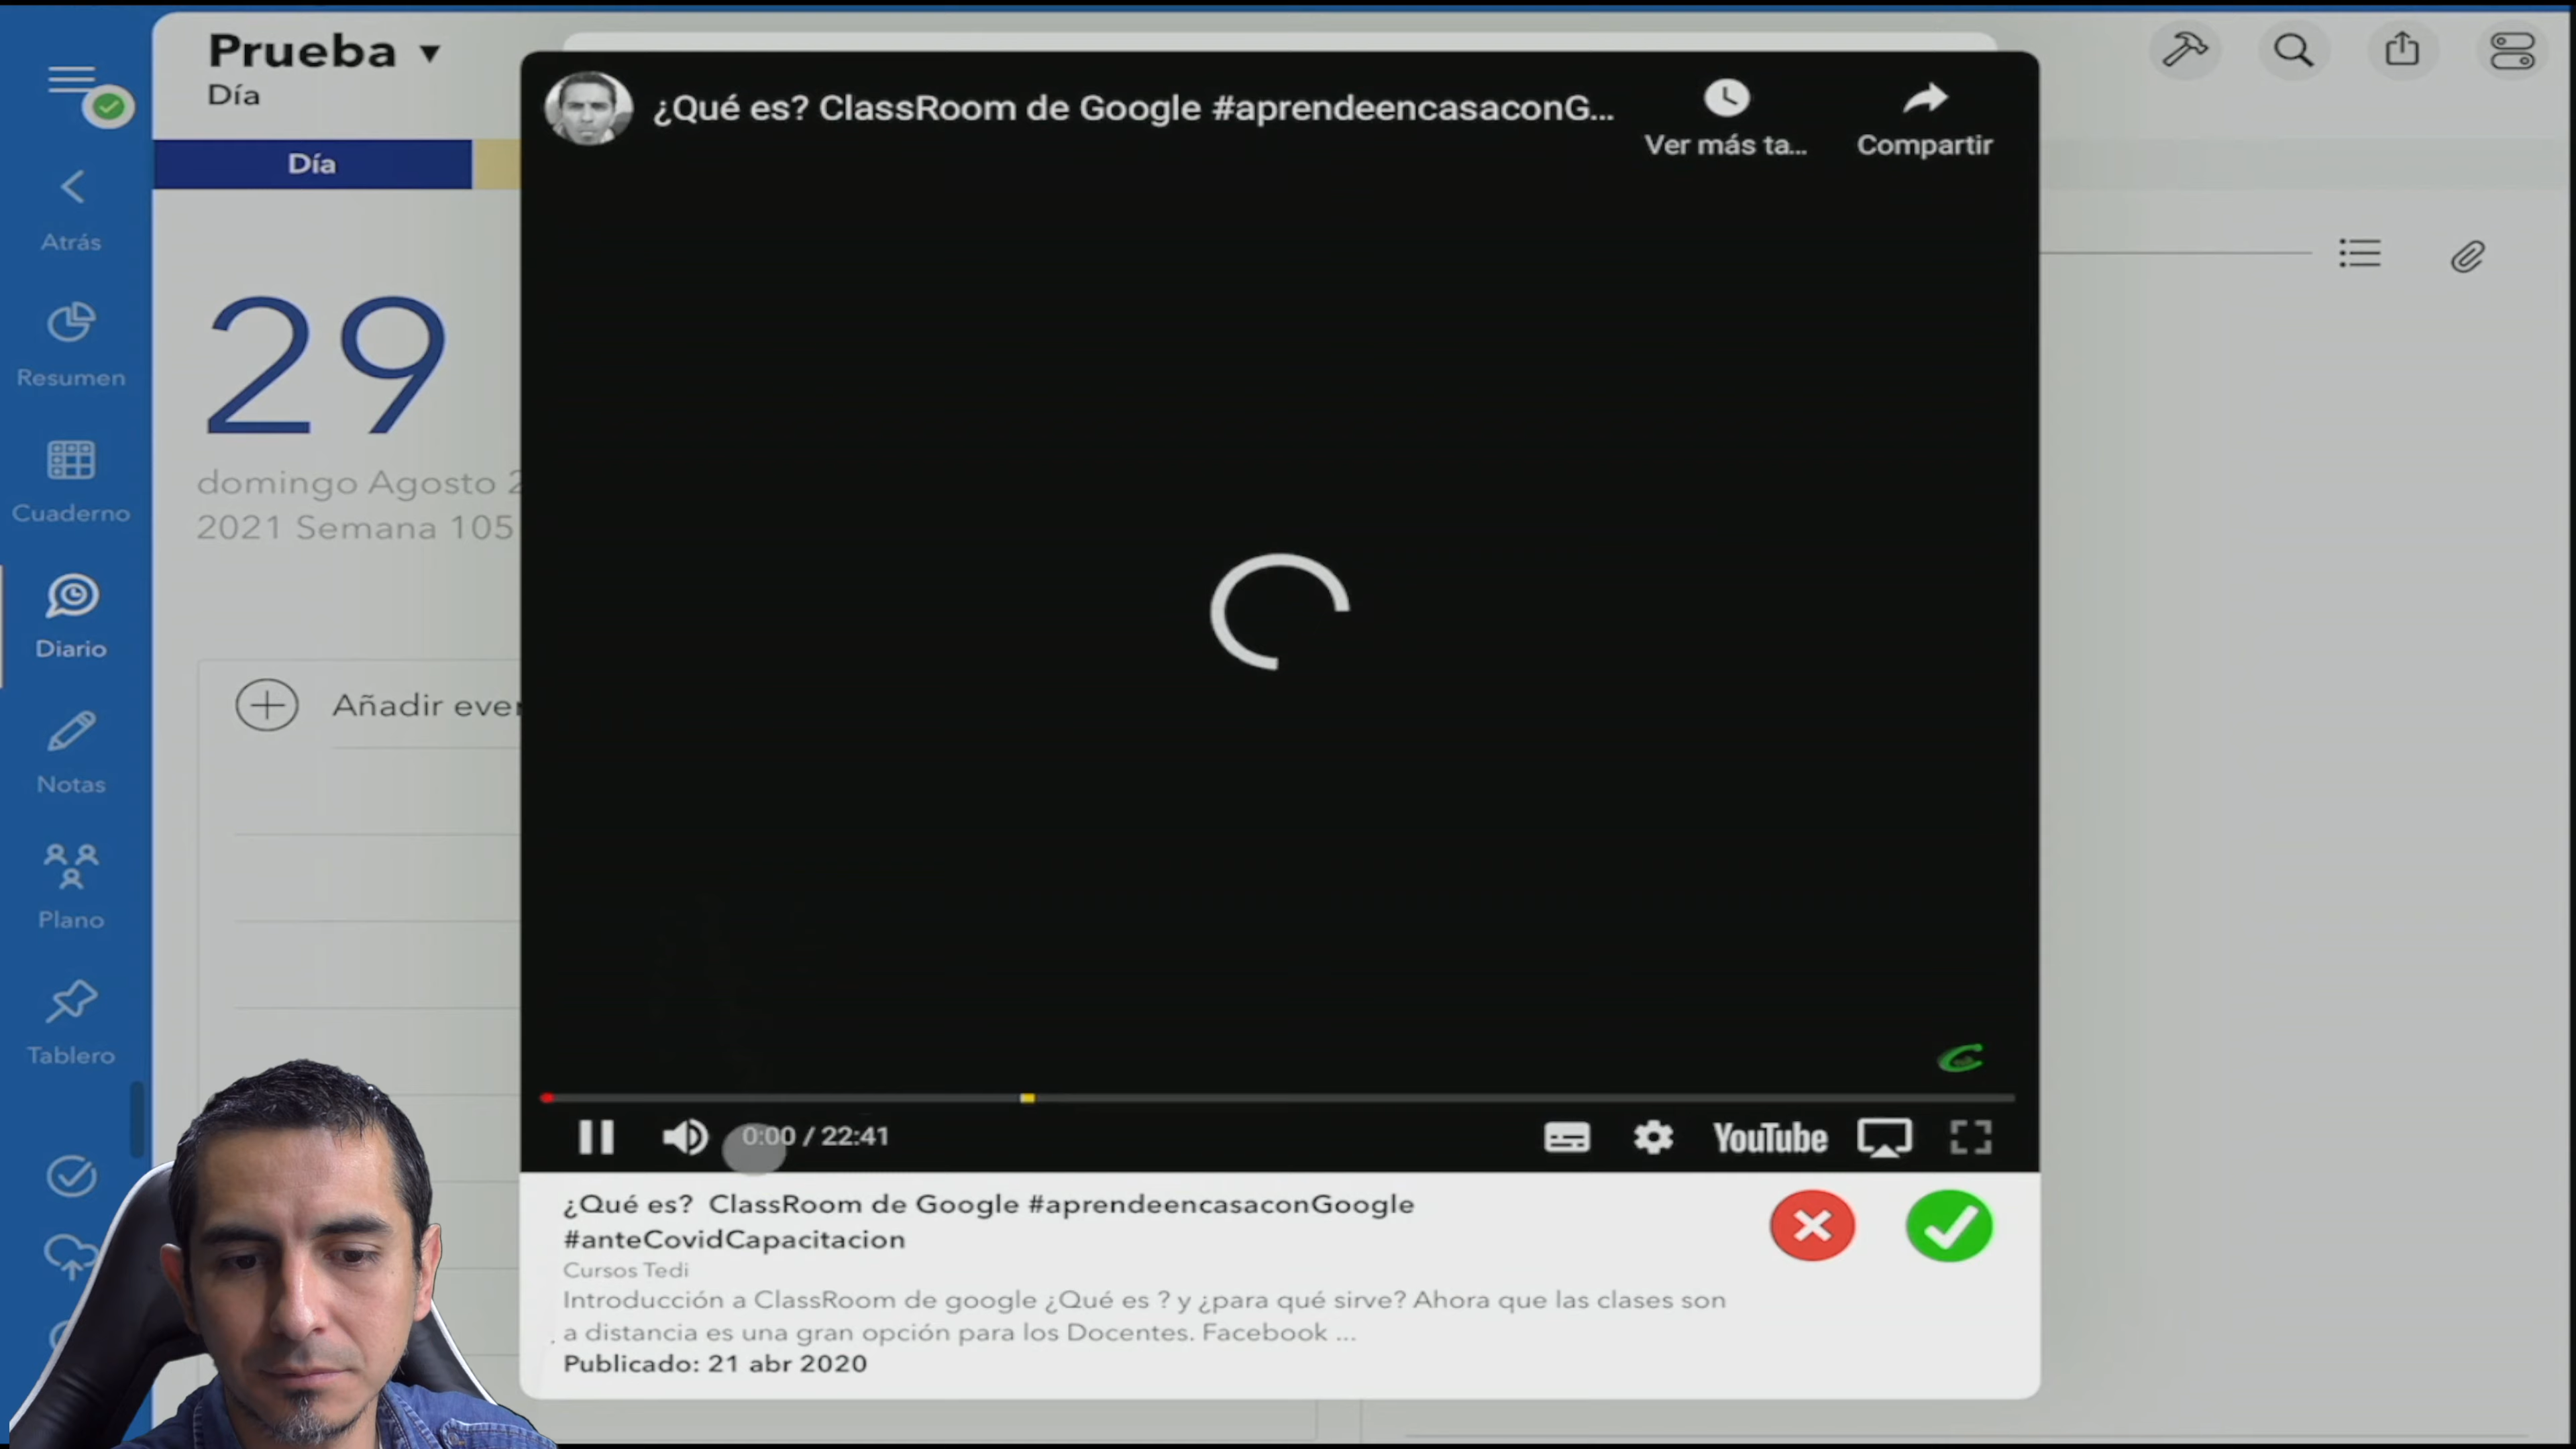 Prueba ▼
Día
Día
Atrás
Resumen
Cuaderno
Diario
Notas
Plano
Tablero
29
domingo Agosto 2
2021 Semana 105
Añadir even
¿Qué es? ClassRoom de Google #aprendeencasaconG...
Ver más ta...
Compartir
0:00 / 22:41
YouTube
¿Qué es?  ClassRoom de Google #aprendeencasaconGoogle
#anteCovidCapacitacion
Cursos Tedi
Introducción a ClassRoom de google ¿Qué es ? y ¿para qué sirve? Ahora que las clases son
a distancia es una gran opción para los Docentes. Facebook ...
Publicado: 21 abr 2020